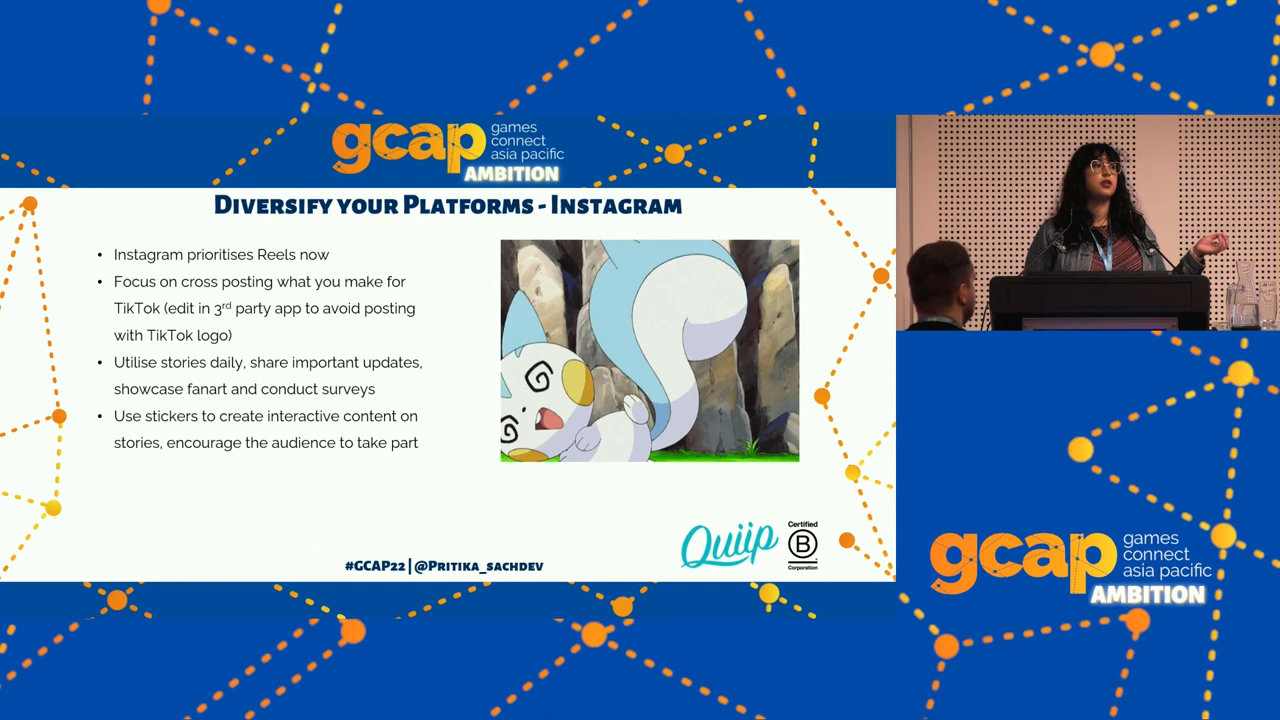 gcap games
connect
asia pacific
AMBITION
DIVERSIFY YOUR PLATFORMS - INSTAGRAM
• Instagram prioritises Reels now
• Focus on cross posting what you make for
TikTok (edit in 3rd party app to avoid posting
with TikTok logo)
• Utilise stories daily, share important updates,
showcase fanart and conduct surveys
• Use stickers to create interactive content on
stories, encourage the audience to take part
#GCAP22 | @PRITIKA_SACHDEV
Quiip
Certified
B
Corporation
gcap games
connect
asia pacific
AMBITION